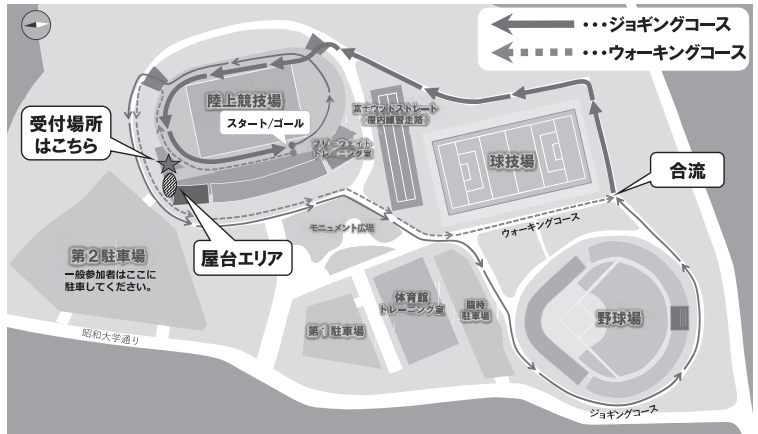 ・・・ジョギングコース
・・・ウォーキングコース
陸上競技場
スタート/ゴール
受付場所
はこちら
富士ウッドストレート
(屋内練習走路)
フリーウェイト
トレーニング室
球技場
合流
ウォーキングコース
モニュメント広場
屋台エリア
第2駐車場
一般参加者はここに
駐車してください。
体育館
トレーニング室
臨時
駐車場
第1駐車場
野球場
昭和大学通り
ジョギングコース